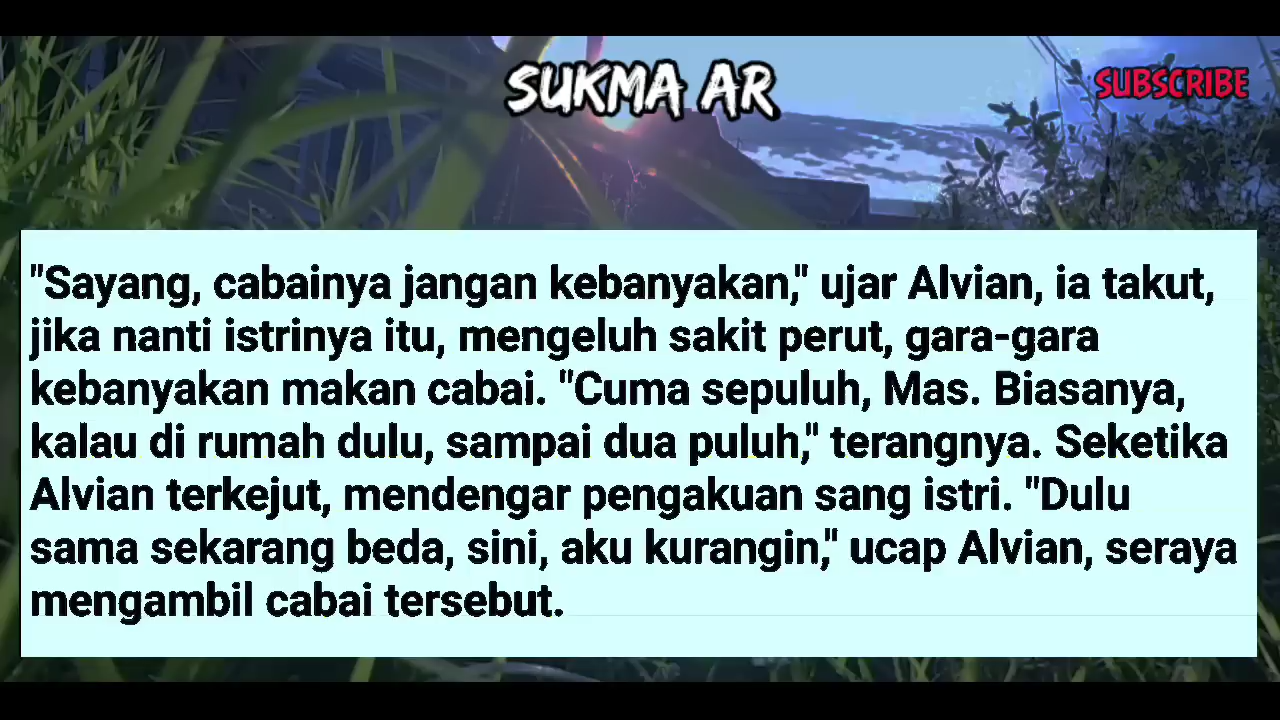 SUKMA AR
SUBSCRIBE
"Sayang, cabainya jangan kebanyakan," ujar Alvian, ia takut,
jika nanti istrinya itu, mengeluh sakit perut, gara-gara
kebanyakan makan cabai. "Cuma sepuluh, Mas. Biasanya,
kalau di rumah dulu, sampai dua puluh," terangnya. Seketika
Alvian terkejut, mendengar pengakuan sang istri. "Dulu
sama sekarang beda, sini, aku kurangin," ucap Alvian, seraya
mengambil cabai tersebut.